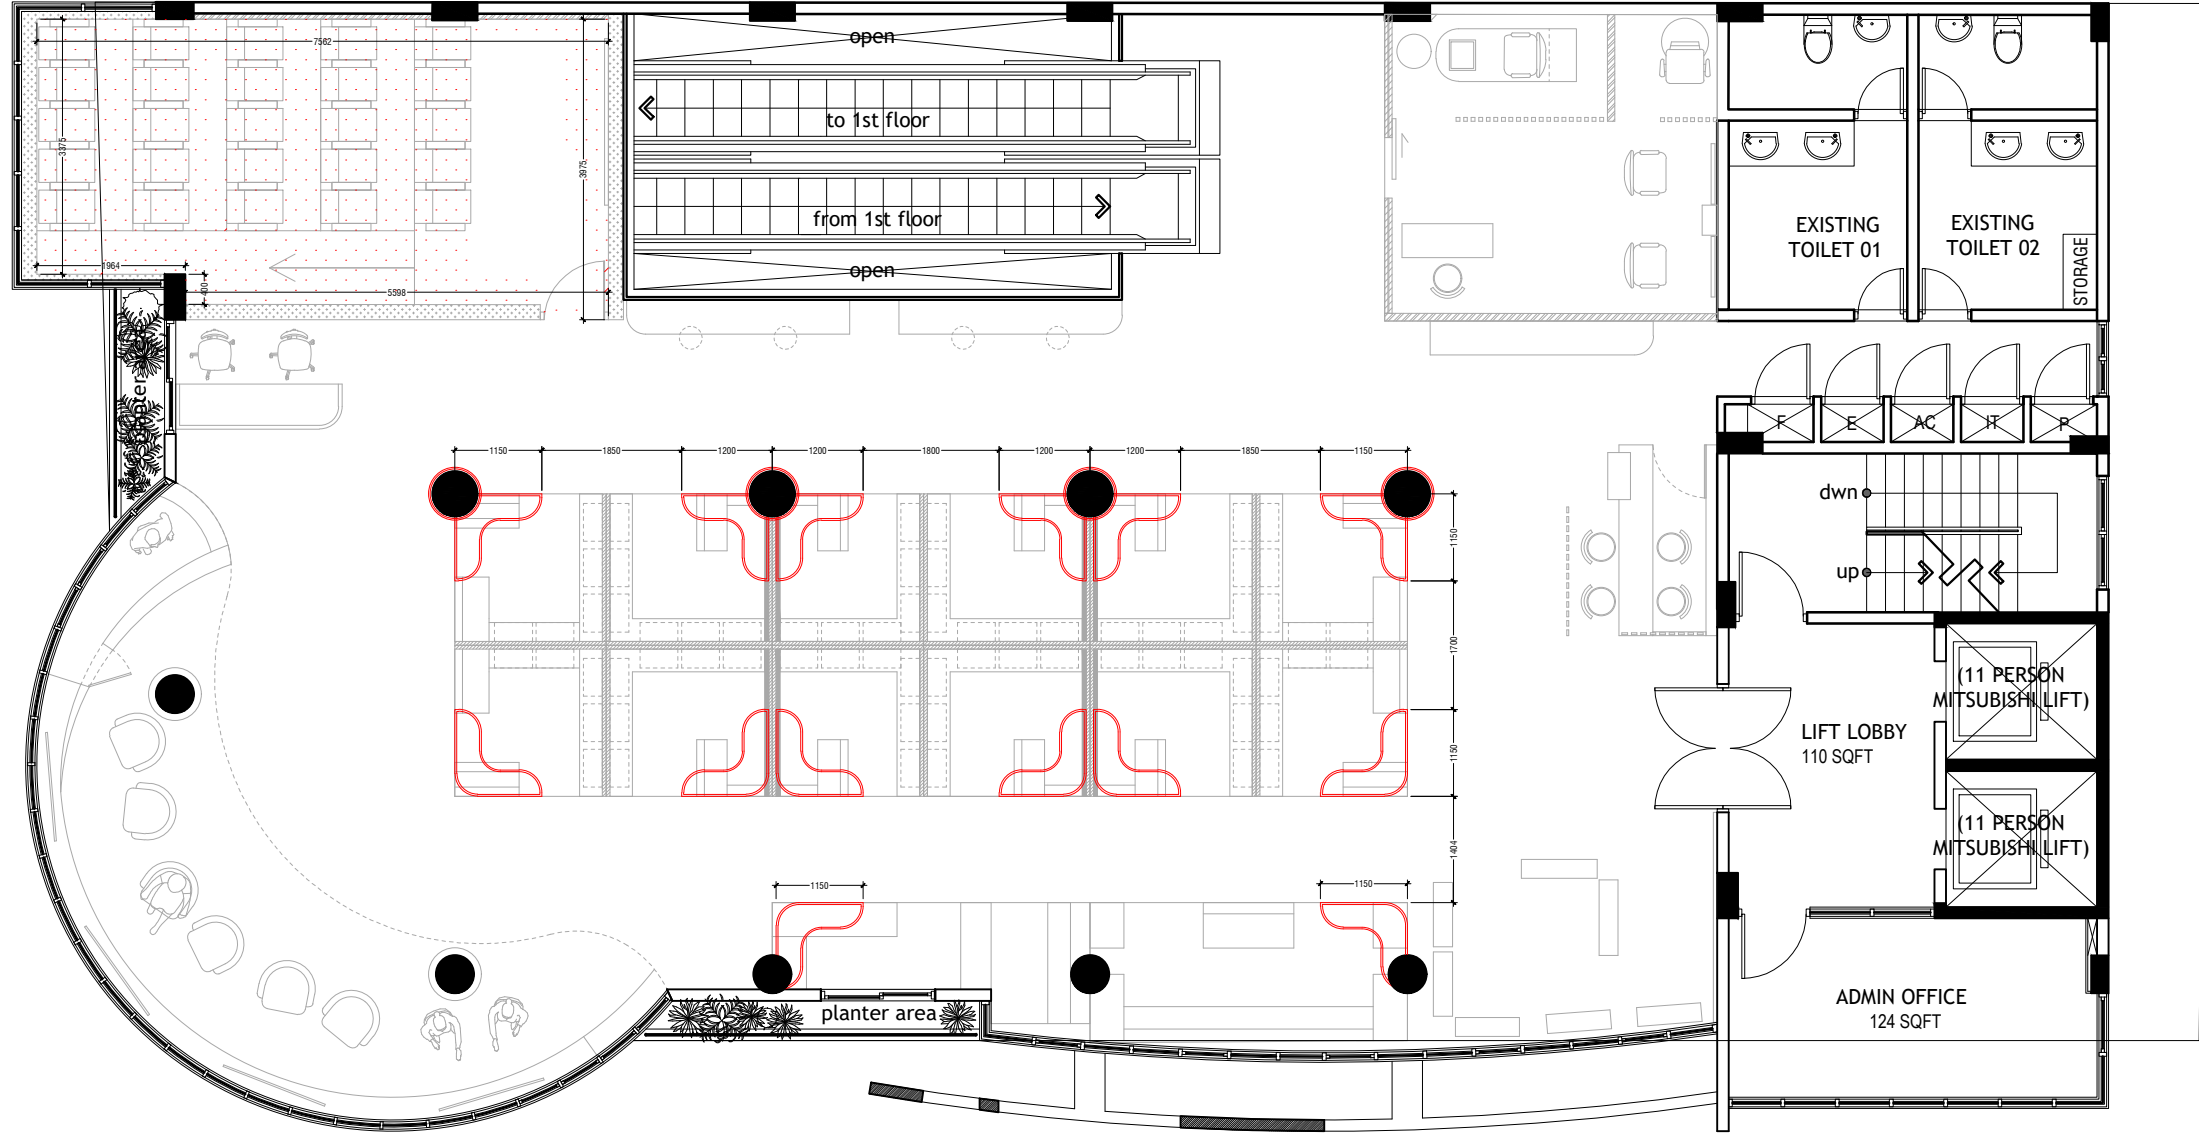 open
7562
to 1st floor
3375
3975
from 1st floor
EXISTING
TOILET 01
EXISTING
TOILET 02
STORAGE
1964
open
400
5598
F
E
AC
IT
P
1150
1850
1200
1200
1800
1200
1200
1850
1150
dwn
1150
up
1700
(11 PERSON
MITSUBISHI LIFT)
LIFT LOBBY
110 SQFT
1150
(11 PERSON
MITSUBISHI LIFT)
1404
1150
1150
ADMIN OFFICE
124 SQFT
planter area